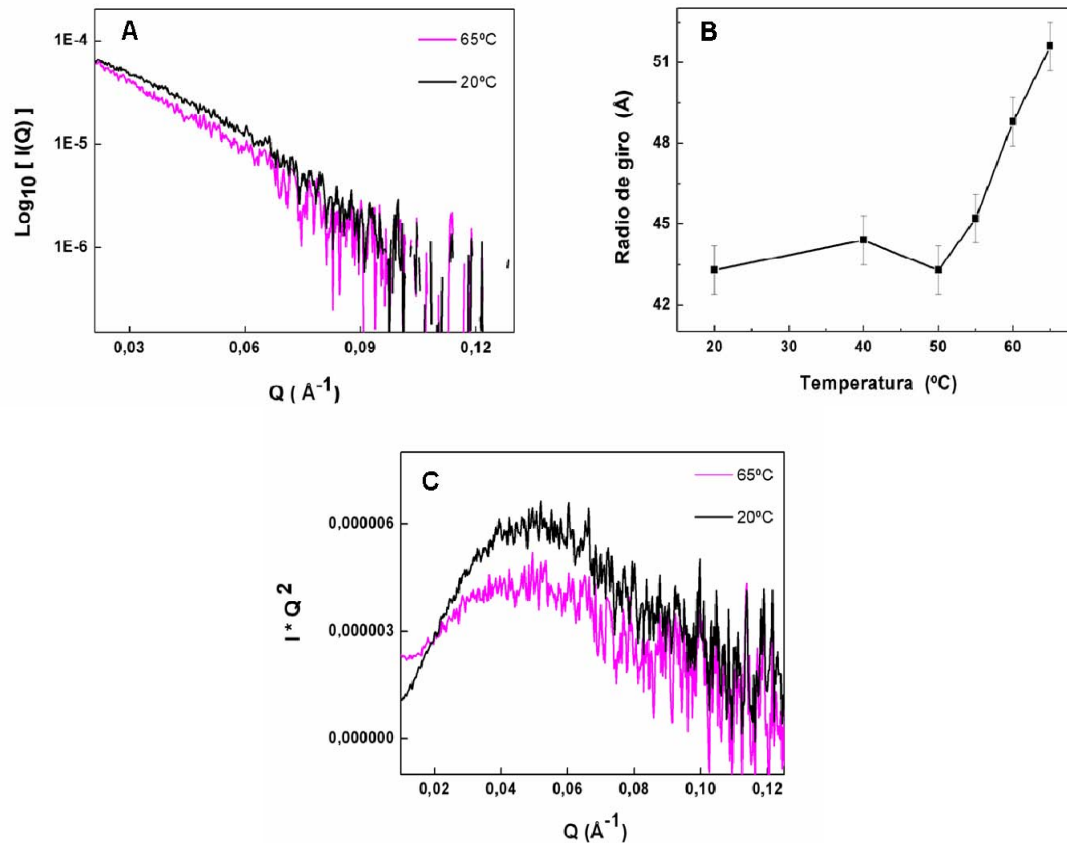 A
1E-4
1E-5
1E-6
Log10 [ I(Q) ]
65ºC
20ºC
0,03 0,06 0,09 0,12
Q ( Å-1)
B
51
48
45
42
Radio de giro (Å)
20 30 40 50 60
Temperatura (ºC)
C
0,000006
0,000003
0,000000
I * Q2
65ºC
20ºC
0,02 0,04 0,06 0,08 0,10 0,12
Q (Å-1)